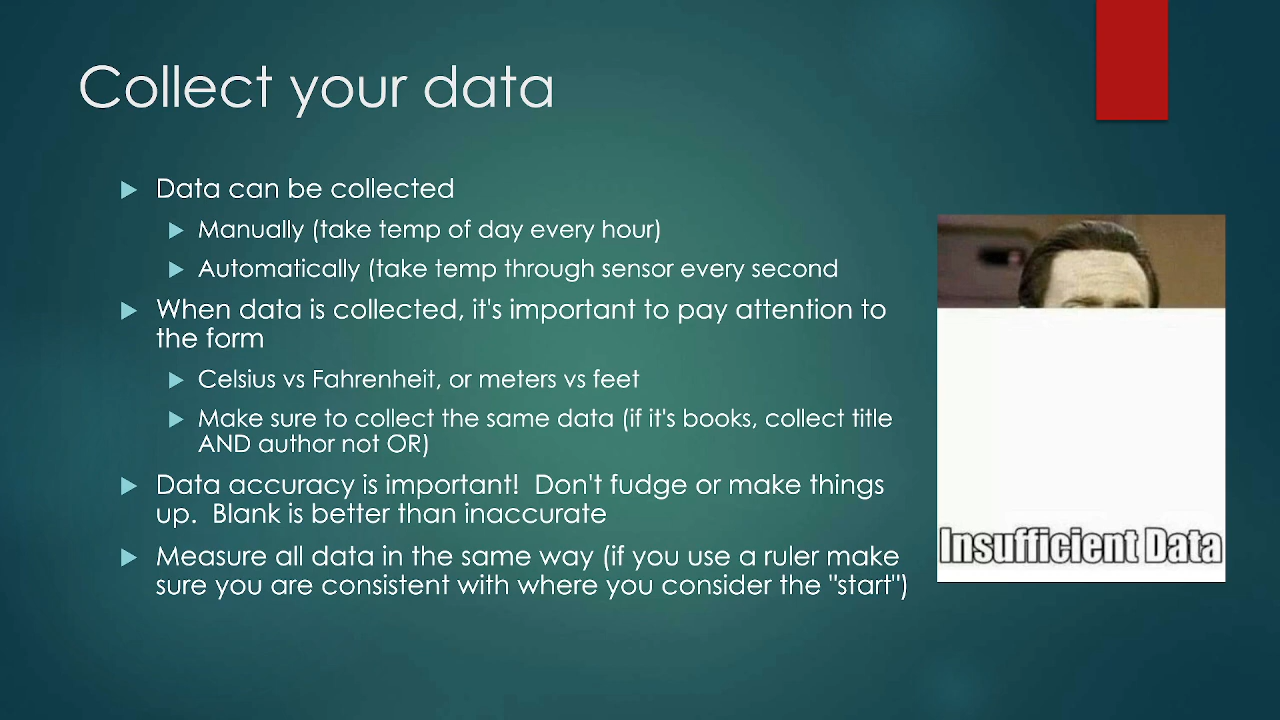 Collect your data
Data can be collected
Manually (take temp of day every hour)
Automatically (take temp through sensor every second
When data is collected, it's important to pay attention to
the form
Celsius vs Fahrenheit, or meters vs feet
Make sure to collect the same data (if it's books, collect title
AND author not OR)
Data accuracy is important!  Don't fudge or make things
up.  Blank is better than inaccurate
Measure all data in the same way (if you use a ruler make
sure you are consistent with where you consider the "start")
Insufficient Data